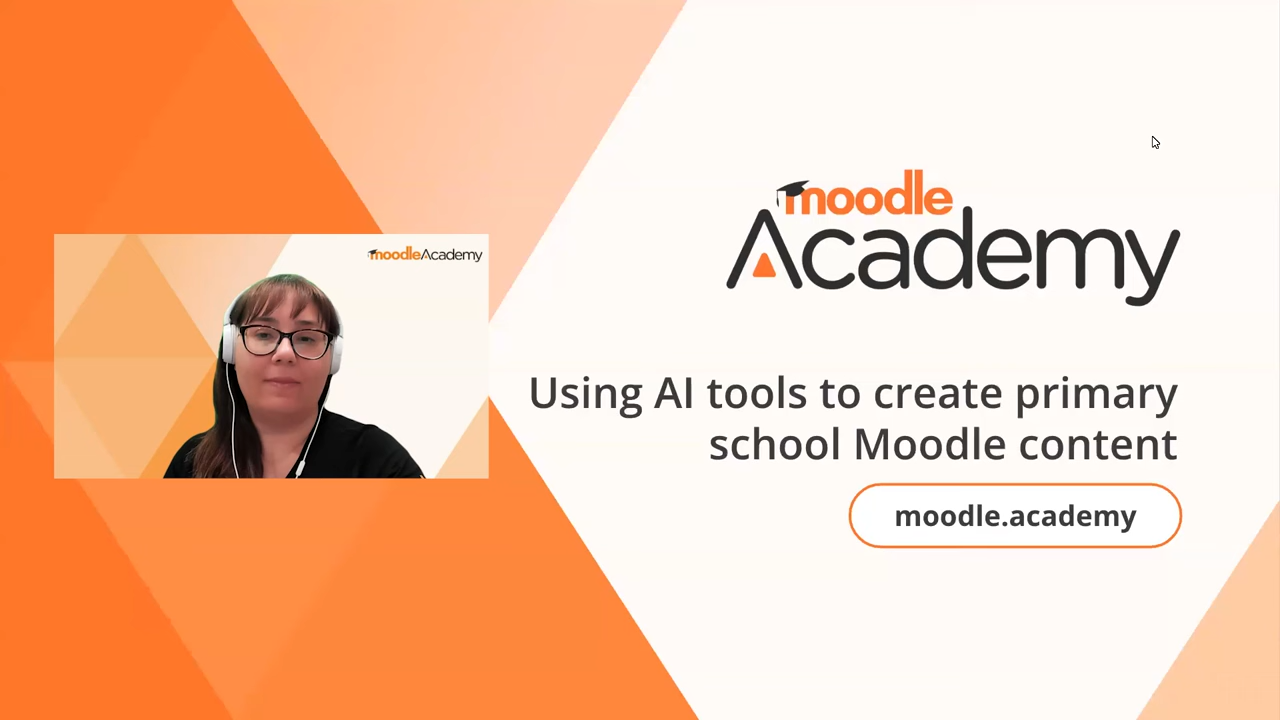 moodleAcademy
moodle
Academy
Using AI tools to create primary
school Moodle content
moodle.academy